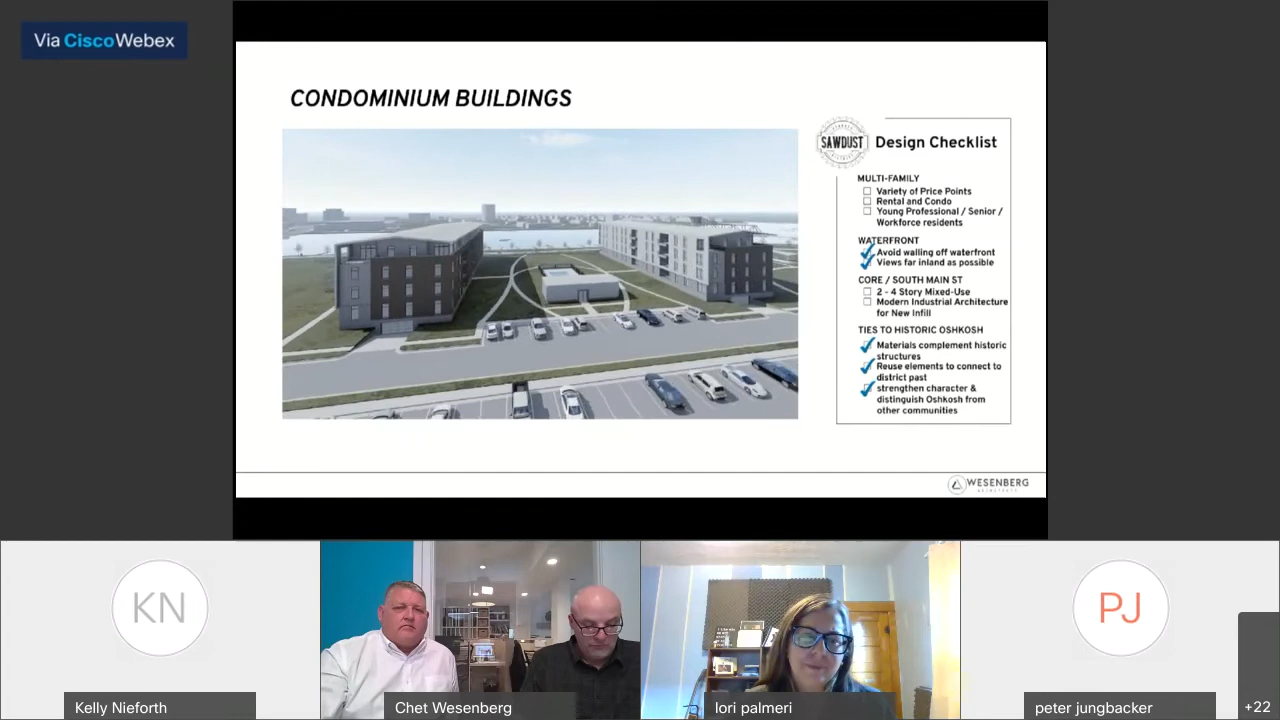 Via Cisco Webex
CONDOMINIUM BUILDINGS
SAWDUST
DISTRICT
Design Checklist
MULTI-FAMILY
Variety of Price Points
Rental and Condo
Young Professional / Senior /
Workforce residents
WATERFRONT
Avoid walling off waterfront
Views far inland as possible
CORE / SOUTH MAIN ST
2 - 4 Story Mixed-Use
Modern Industrial Architecture
for New Infill
TIES TO HISTORIC OSHKOSH
Materials complement historic
structures
Reuse elements to connect to
district past
strengthen character &
distinguish Oshkosh from
other communities
WESENBERG
ARCHITECTS
KN
PJ
Kelly Nieforth
Chet Wesenberg
lori palmeri
peter jungbacker
+22